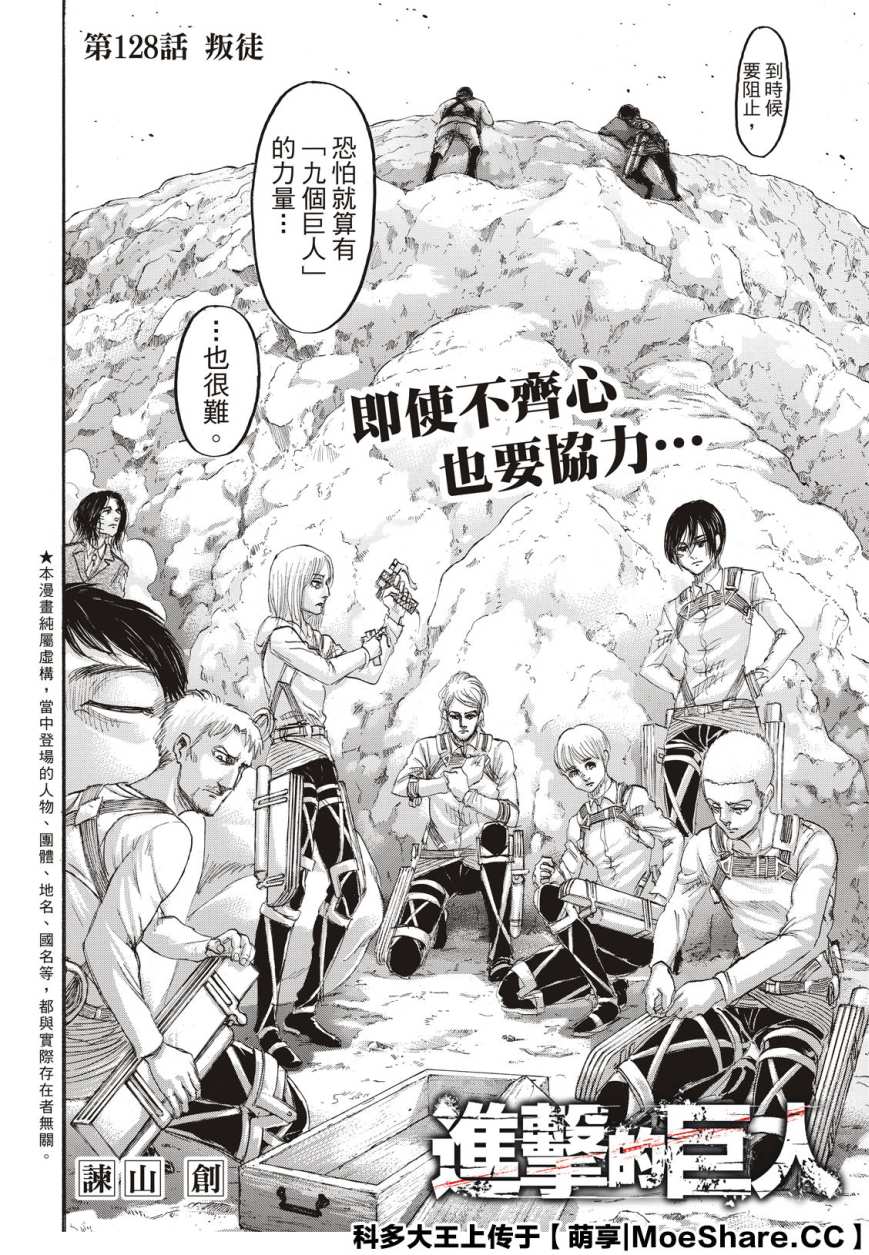 第128話 叛徒
到時候
要阻止，
恐怕就算有
「九個巨人」
的力量…
…也很難。
即使不齊心
也要協力…
★本漫畫純屬虛構，當中登場的人物、團體、地名、國名等，都與實際存在者無關。
進擊的巨人
諫山創
科多大王上传于【萌享|MoeShare.CC】